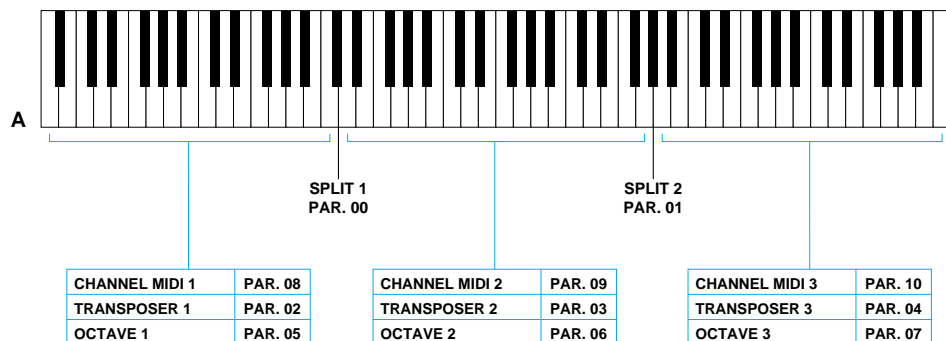 A
SPLIT 1
PAR. 00
SPLIT 2
PAR. 01
CHANNEL MIDI 1 PAR. 08
TRANSPOSER 1 PAR. 02
OCTAVE 1 PAR. 05
CHANNEL MIDI 2 PAR. 09
TRANSPOSER 2 PAR. 03
OCTAVE 2 PAR. 06
CHANNEL MIDI 3 PAR. 10
TRANSPOSER 3 PAR. 04
OCTAVE 3 PAR. 07